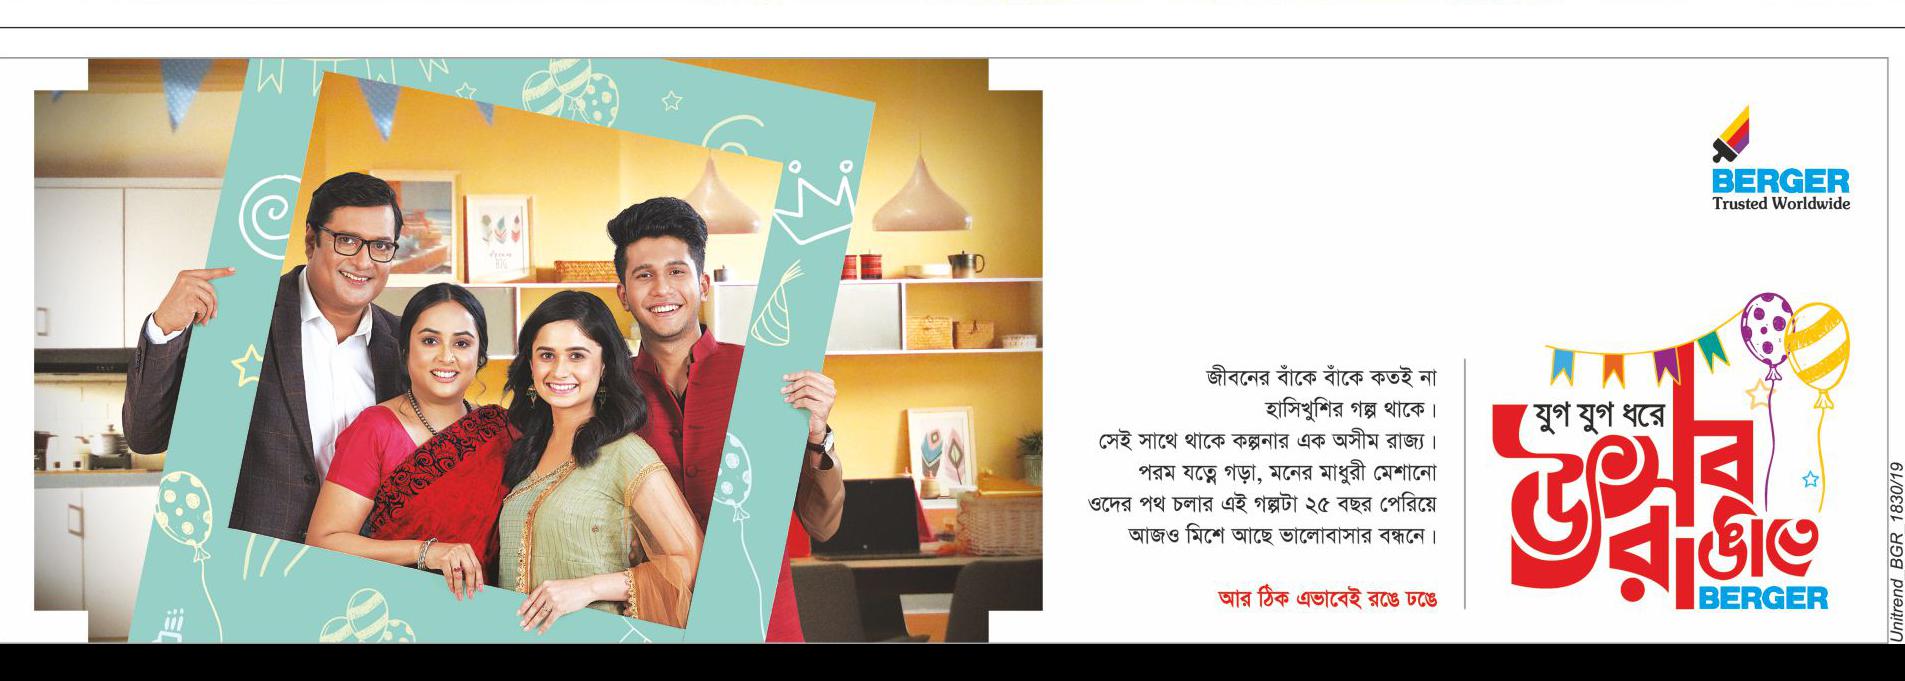 BERGER
Trusted Worldwide
জীবনের বাঁকে বাঁকে কতই না
হাসিখুশির গল্প থাকে।
সেই সাথে থাকে কল্পনার এক অসীম রাজ্য।
পরম যত্নে গড়া, মনের মাধুরী মেশানো
ওদের পথ চলার এই গল্পটা ২৫ বছর পেরিয়ে
আজও মিশে আছে ভালোবাসার বন্ধনে।
আর ঠিক এভাবেই রঙে ঢঙে
যুগ যুগ ধরে
উৎসব
রাঙাতে
BERGER
Unitrend_BGR_1830/19